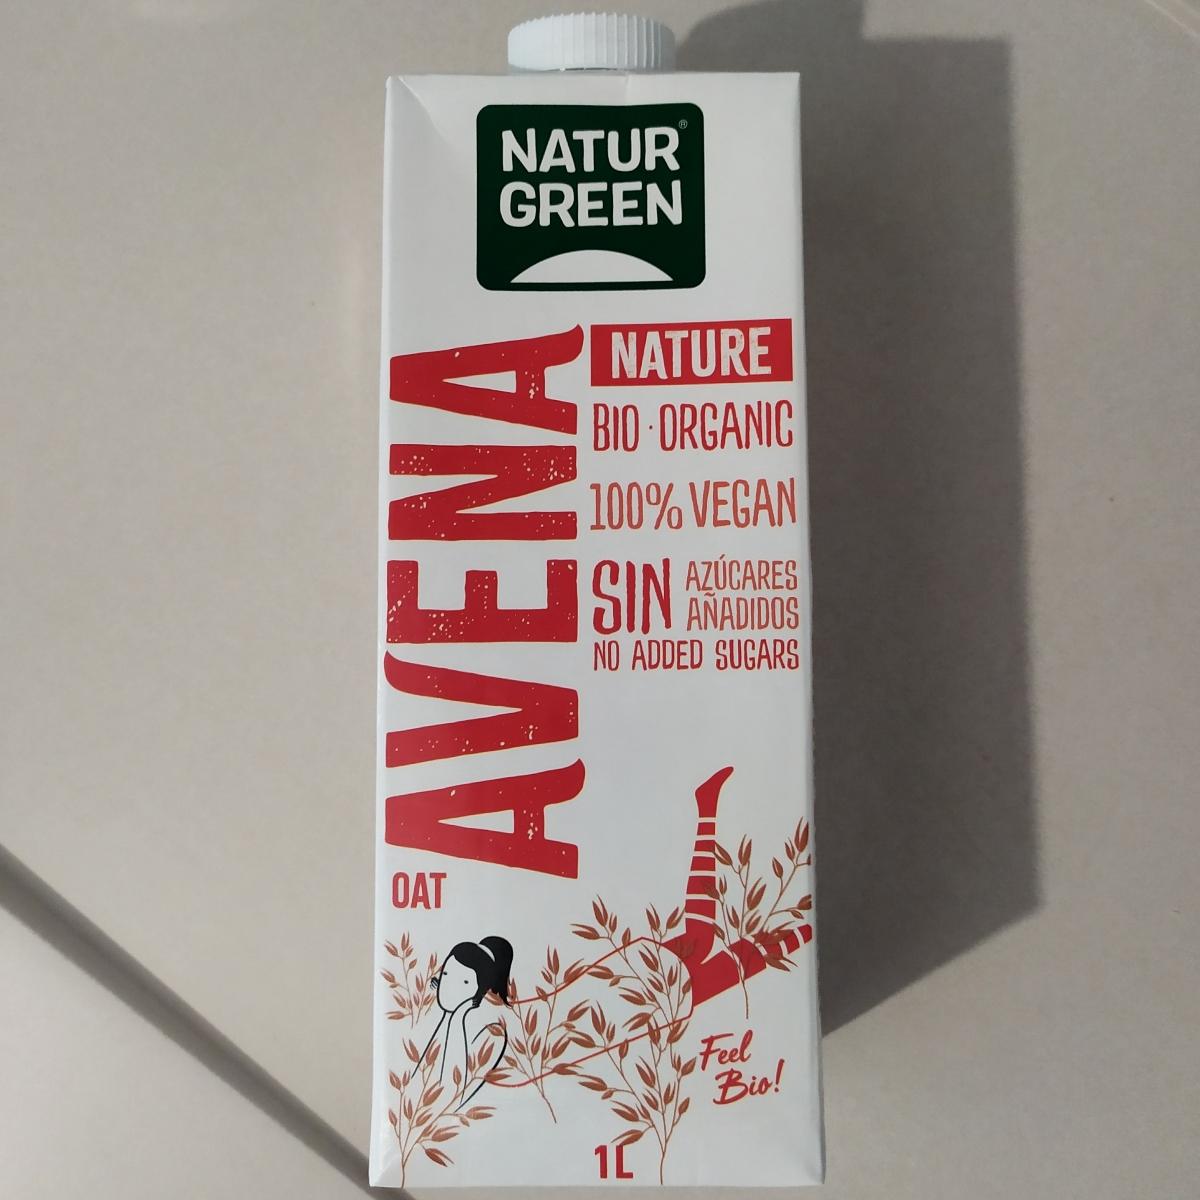 NATUR®
GREEN
AVENA
OAT
NATURE
BIO·ORGANIC
100% VEGAN
SIN AZÚCARES
AÑADIDOS
NO ADDED SUGARS
Feel
Bio!
1L